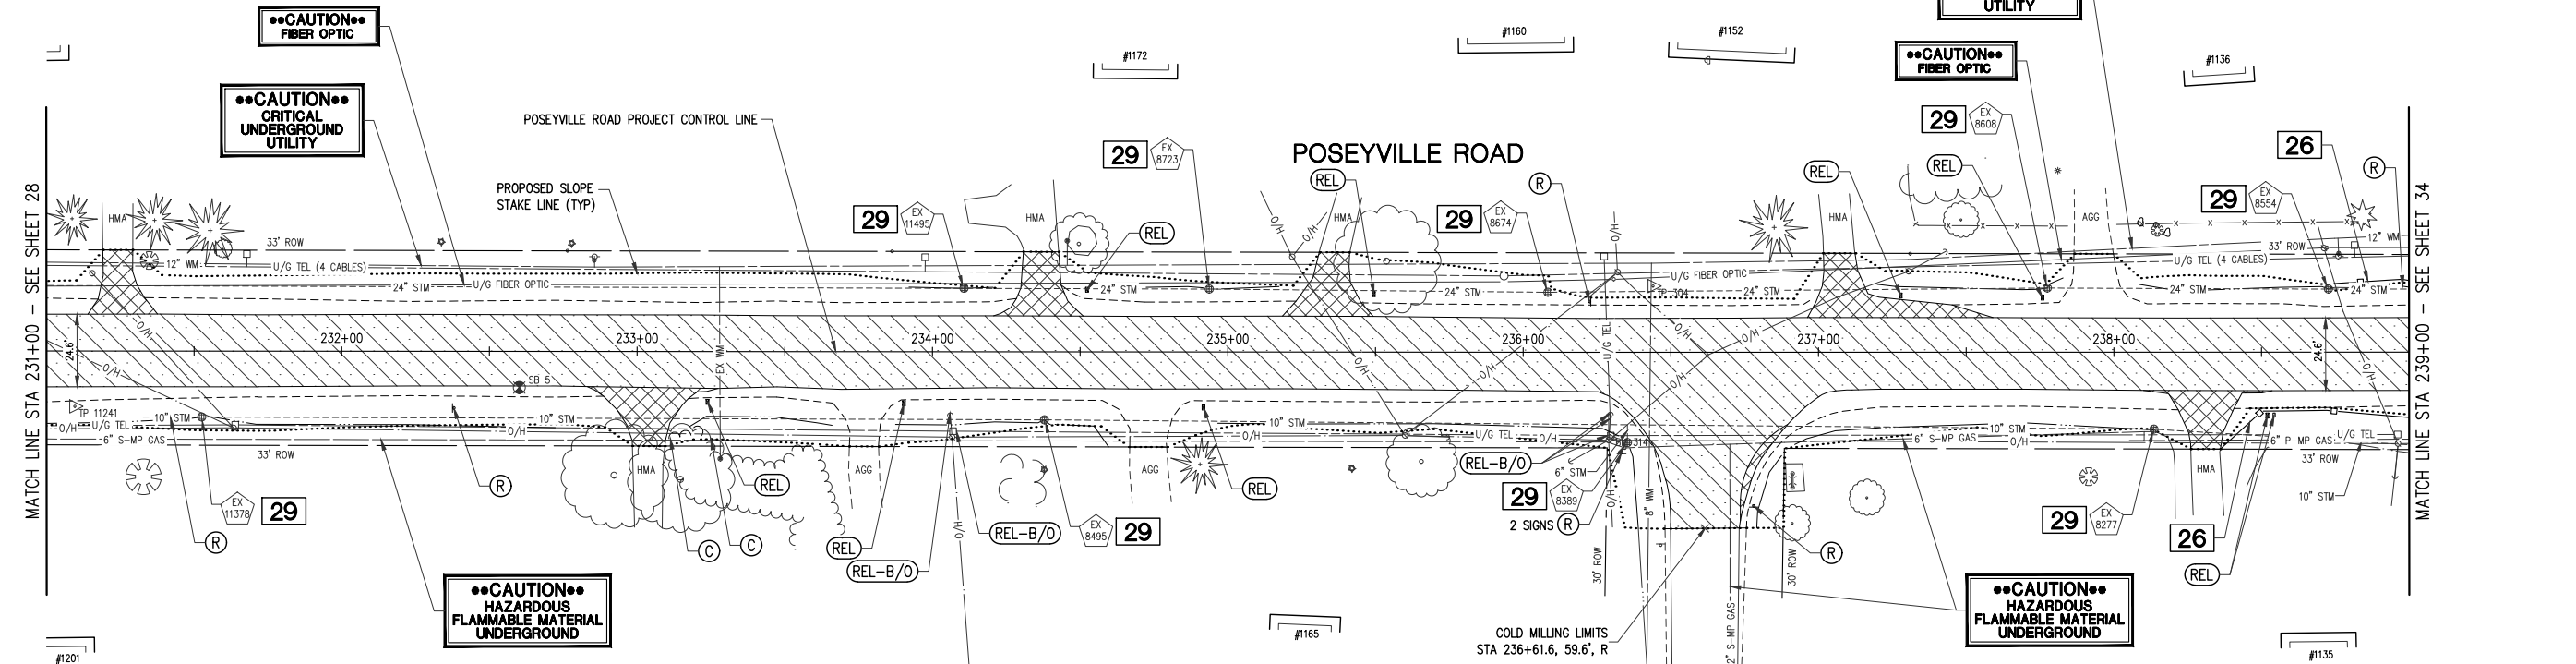 ●●CAUTION●●
FIBER OPTIC
●●CAUTION●●
CRITICAL
UNDERGROUND
UTILITY
POSEYVILLE ROAD PROJECT CONTROL LINE
PROPOSED SLOPE
STAKE LINE (TYP)
#1172
#1160
#1152
UTILITY
●●CAUTION●●
FIBER OPTIC
#1136
POSEYVILLE ROAD
29
EX
11495
29
EX
8723
REL
REL
29
EX
8674
R
REL
REL
29
EX
8608
26
R
29
EX
8554
MATCH LINE STA 231+00 - SEE SHEET 28
HMA
33' ROW
12" WM
U/G TEL (4 CABLES)
24" STM
U/G FIBER OPTIC
HMA
24" STM
O/H
O/H
HMA
24" STM
O/H
U/G FIBER OPTIC
TP 304
24" STM
HMA
AGG
33' ROW
12" WM
U/G TEL (4 CABLES)
24" STM
24" STM
MATCH LINE STA 239+00 - SEE SHEET 34
24.6'
O/H
O/H
232+00
233+00
EX WM
234+00
235+00
O/H
236+00
O/H
U/G TEL
O/H
O/H
O/H
237+00
238+00
24.6'
O/H
SB 5
TP 11241
O/H
U/G TEL
10" STM
6" S-MP GAS
33' ROW
10" STM
O/H
HMA
AGG
AGG
10" STM
O/H
U/G TEL
O/H
6" STM
O/H
8" WM
10" STM
6" S-MP GAS
O/H
HMA
6" P-MP GAS
U/G TEL
33' ROW
10" STM
EX
11378
29
R
R
C
C
REL
REL
REL-B/O
O/H
REL-B/O
EX
8495
29
REL
REL-B/O
29
EX
8389
2 SIGNS
R
30' ROW
30' ROW
R
29
EX
8277
26
REL
●●CAUTION●●
HAZARDOUS
FLAMMABLE MATERIAL
UNDERGROUND
COLD MILLING LIMITS
STA 236+61.6, 59.6', R
2" S-MP GAS
●●CAUTION●●
HAZARDOUS
FLAMMABLE MATERIAL
UNDERGROUND
#1201
#1165
#1135